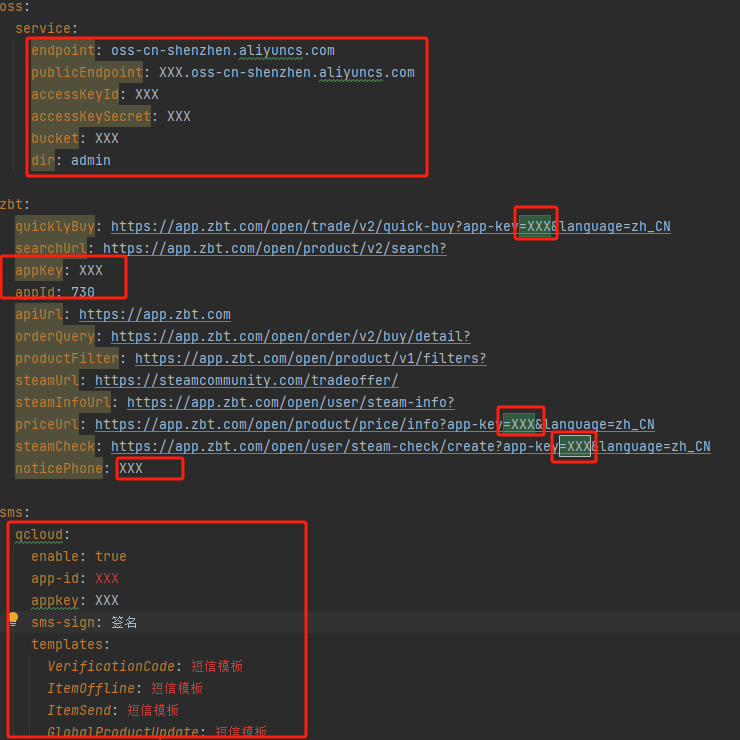 oss:
service:
endpoint: oss-cn-shenzhen.aliyuncs.com
publicEndpoint: XXX.oss-cn-shenzhen.aliyuncs.com
accessKeyId: XXX
accessKeySecret: XXX
bucket: XXX
dir: admin
zbt:
quicklyBuy: https://app.zbt.com/open/trade/v2/quick-buy?app-key=XXX&language=zh_CN
searchUrl: https://app.zbt.com/open/product/v2/search?
appKey: XXX
appId: 730
apiUrl: https://app.zbt.com
orderQuery: https://app.zbt.com/open/order/v2/buy/detail?
productFilter: https://app.zbt.com/open/product/v1/filters?
steamUrl: https://steamcommunity.com/tradeoffer/
steamInfoUrl: https://app.zbt.com/open/user/steam-info?
priceUrl: https://app.zbt.com/open/product/price/info?app-key=XXX&language=zh_CN
steamCheck: https://app.zbt.com/open/user/steam-check/create?app-key=XXX&language=zh_CN
noticePhone: XXX
sms:
qcloud:
enable: true
app-id: XXX
appkey: XXX
sms-sign: 签名
templates:
VerificationCode: 短信模板
ItemOffline: 短信模板
ItemSend: 短信模板
GlobalProductUpdate: 短信模板